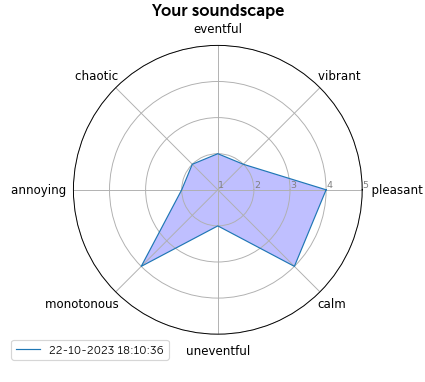 Your soundscape
eventful
chaotic
vibrant
annoying
1
2
3
4
5
pleasant
monotonous
calm
22-10-2023 18:10:36
uneventful